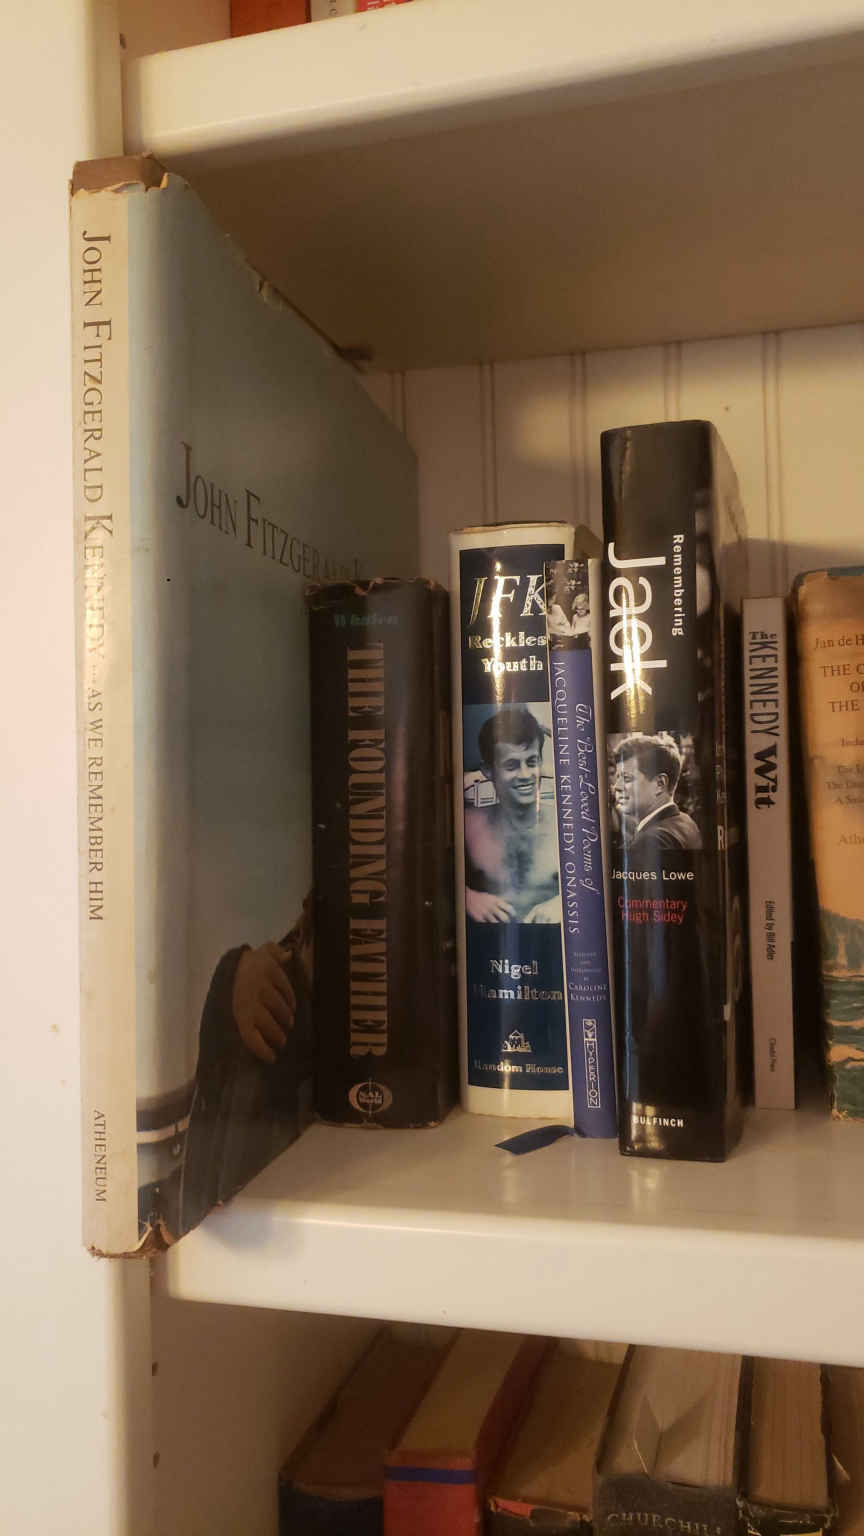 JOHN FITZGERALD KENNEDY ... AS WE REMEMBER HIM
ATHENEUM
JOHN FITZGERALD
THE FOUNDING FATHER
NAL
World
JFK
Reckless
Youth
Nigel
Hamilton
Random House
The Best-Loved Poems of
JACQUELINE KENNEDY ONASSIS
CAROLINE
KENNEDY
HYPERION
Remembering
Jack
Jacques Lowe
Commentary
Hugh Sidey
BULFINCH
The
KENNEDY
Wit
Edited by Bill Adler
Jan de H
THE
OF
THE
CHURCHILL